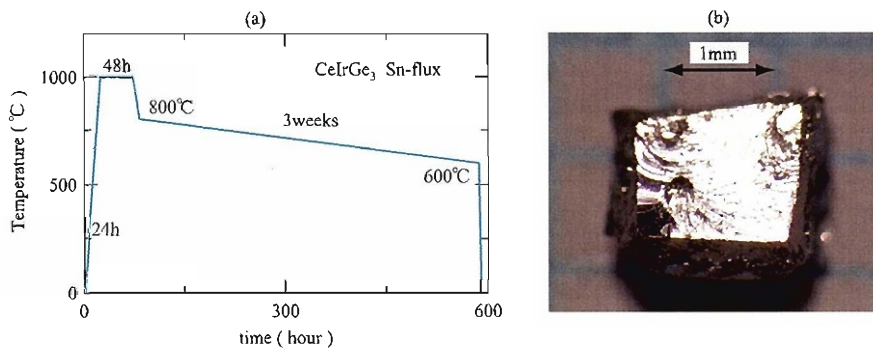 (a)
CeIrGe₃ Sn-flux
48h
800℃
3weeks
600℃
24h
1000
500
0
0
300
600
Temperature ( ℃ )
time ( hour )
(b)
1mm